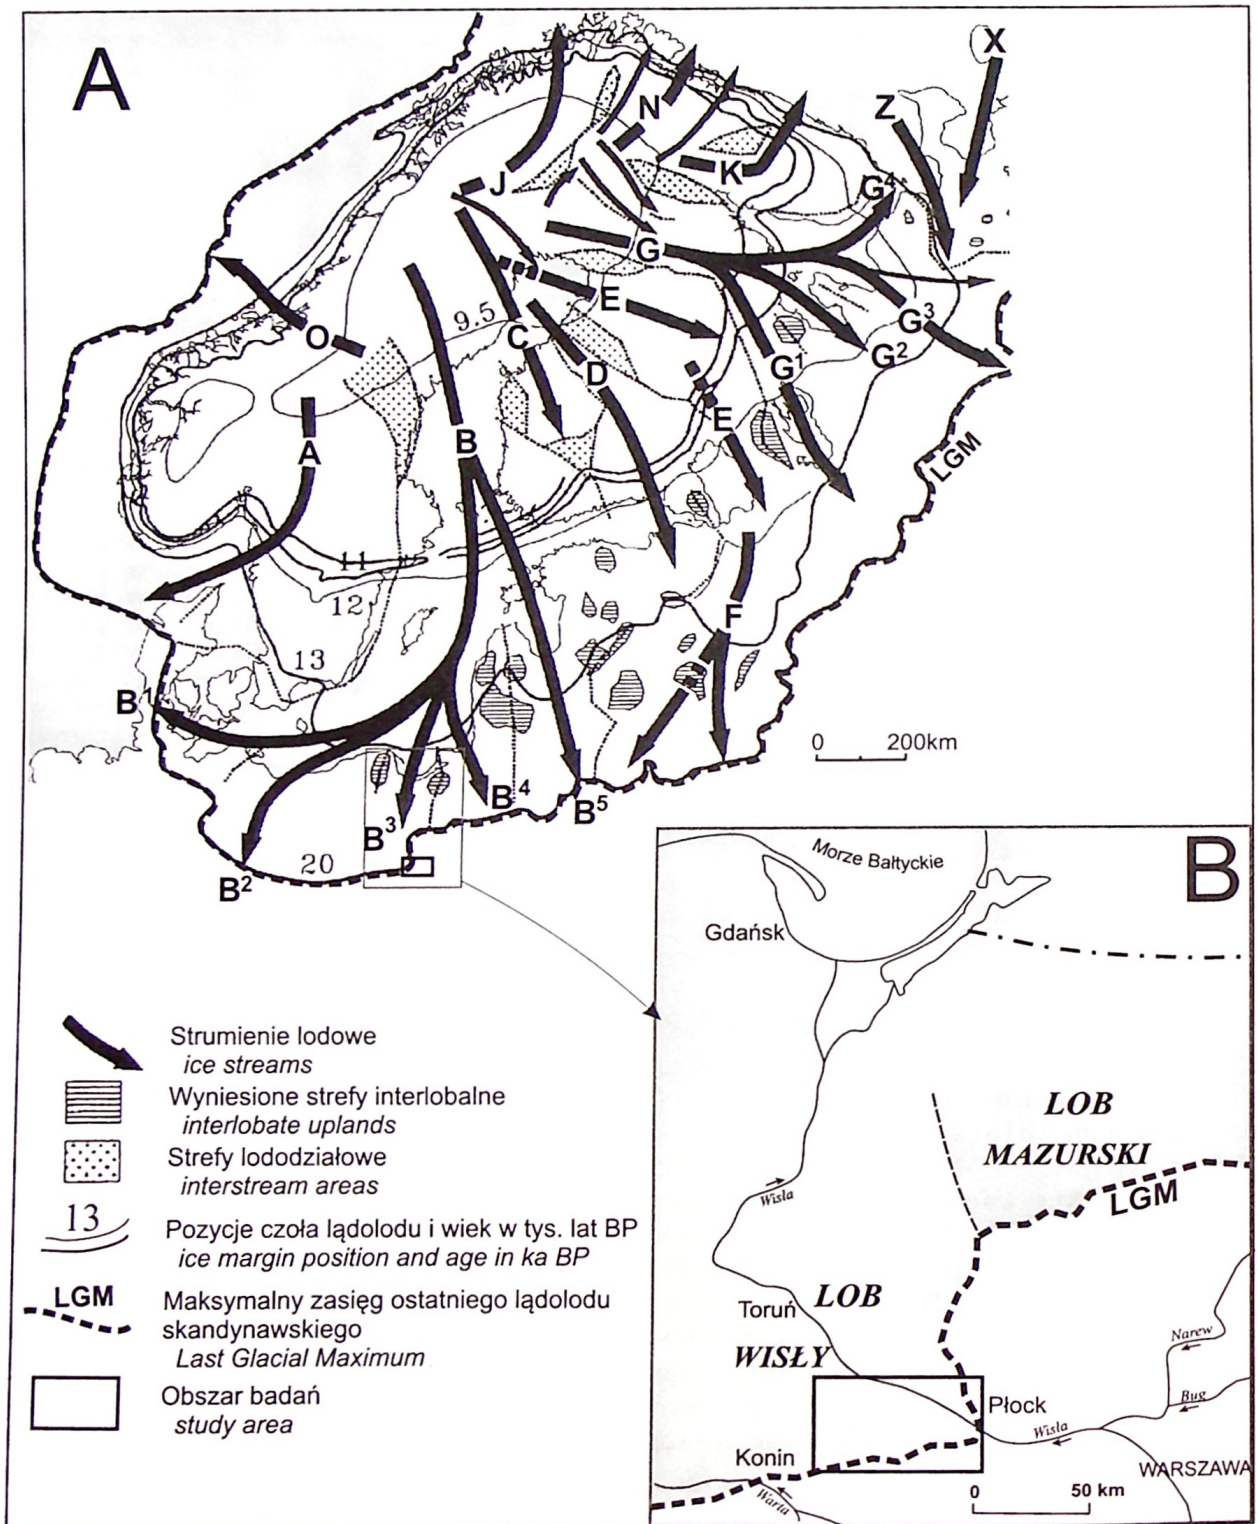 A
X
Z
N
K
J
G⁴
G
E
O
9.5
C
G³
G²
D
G¹
E
A
B
LGM
11
12
F
13
B¹
0 200km
B⁴
B⁵
B³
20
B²
B
Morze Bałtyckie
Gdańsk
LOB
MAZURSKI
LGM
Wisła
Toruń
LOB
WISŁY
Narew
Bug
Płock
Wisła
Konin
WARSZAWA
Warta
0 50 km
Strumienie lodowe
ice streams
Wyniesione strefy interlobalne
interlobate uplands
Strefy lododziałowe
interstream areas
13
Pozycje czoła lądolodu i wiek w tys. lat BP
ice margin position and age in ka BP
LGM
Maksymalny zasięg ostatniego lądolodu
skandynawskiego
Last Glacial Maximum
Obszar badań
study area